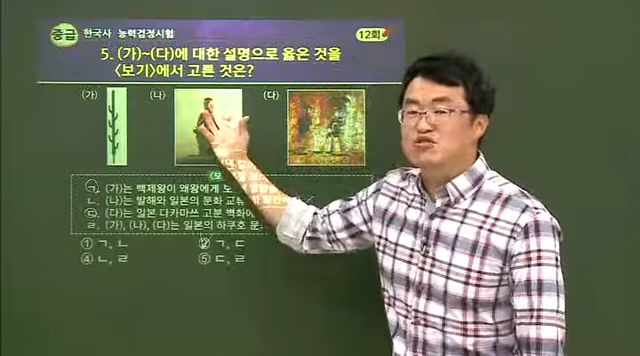 중급 한국사 능력검정시험 12회
5. (가)~(다)에 대한 설명으로 옳은 것을
<보기>에서 고른 것은?
(가) (나) (다)
ㄱ. (가)는 백제왕이 왜왕에게
ㄴ. (나)는 발해와 일본의 문화 교류
ㄷ. (다)는 일본 다카마쓰 고분 벽화
ㄹ. (가), (나), (다)는 일본의 하쿠호 문
① ㄱ, ㄴ ② ㄱ, ㄷ
④ ㄴ, ㄹ ⑤ ㄷ, ㄹ